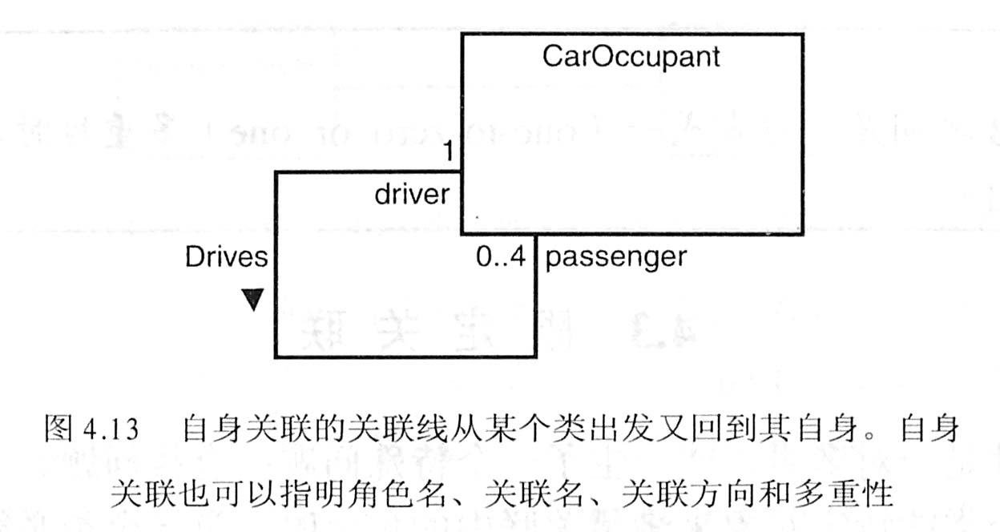 CarOccupant
1
driver
Drives
0..4 passenger
▼
图 4.13 自身关联的关联线从某个类出发又回到其自身。自身
关联也可以指明角色名、关联名、关联方向和多重性